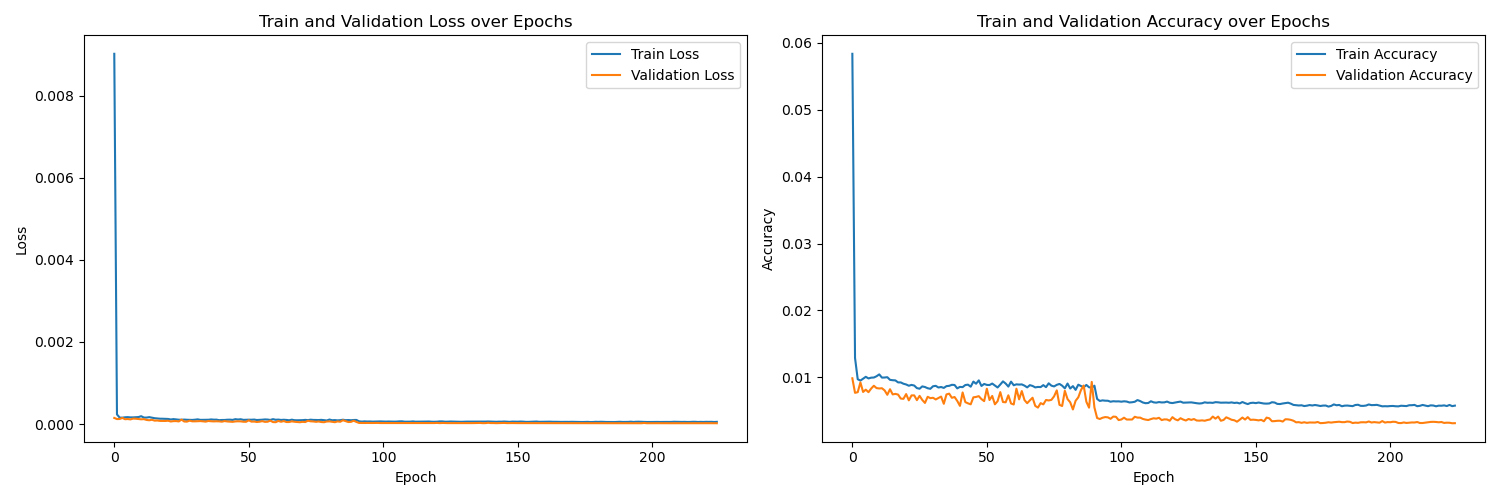 Train and Validation Loss over Epochs
Train Loss
Validation Loss
0.008
0.006
0.004
0.002
0.000
Loss
0
50
100
150
200
Epoch
Train and Validation Accuracy over Epochs
Train Accuracy
Validation Accuracy
0.06
0.05
0.04
0.03
0.02
0.01
Accuracy
0
50
100
150
200
Epoch